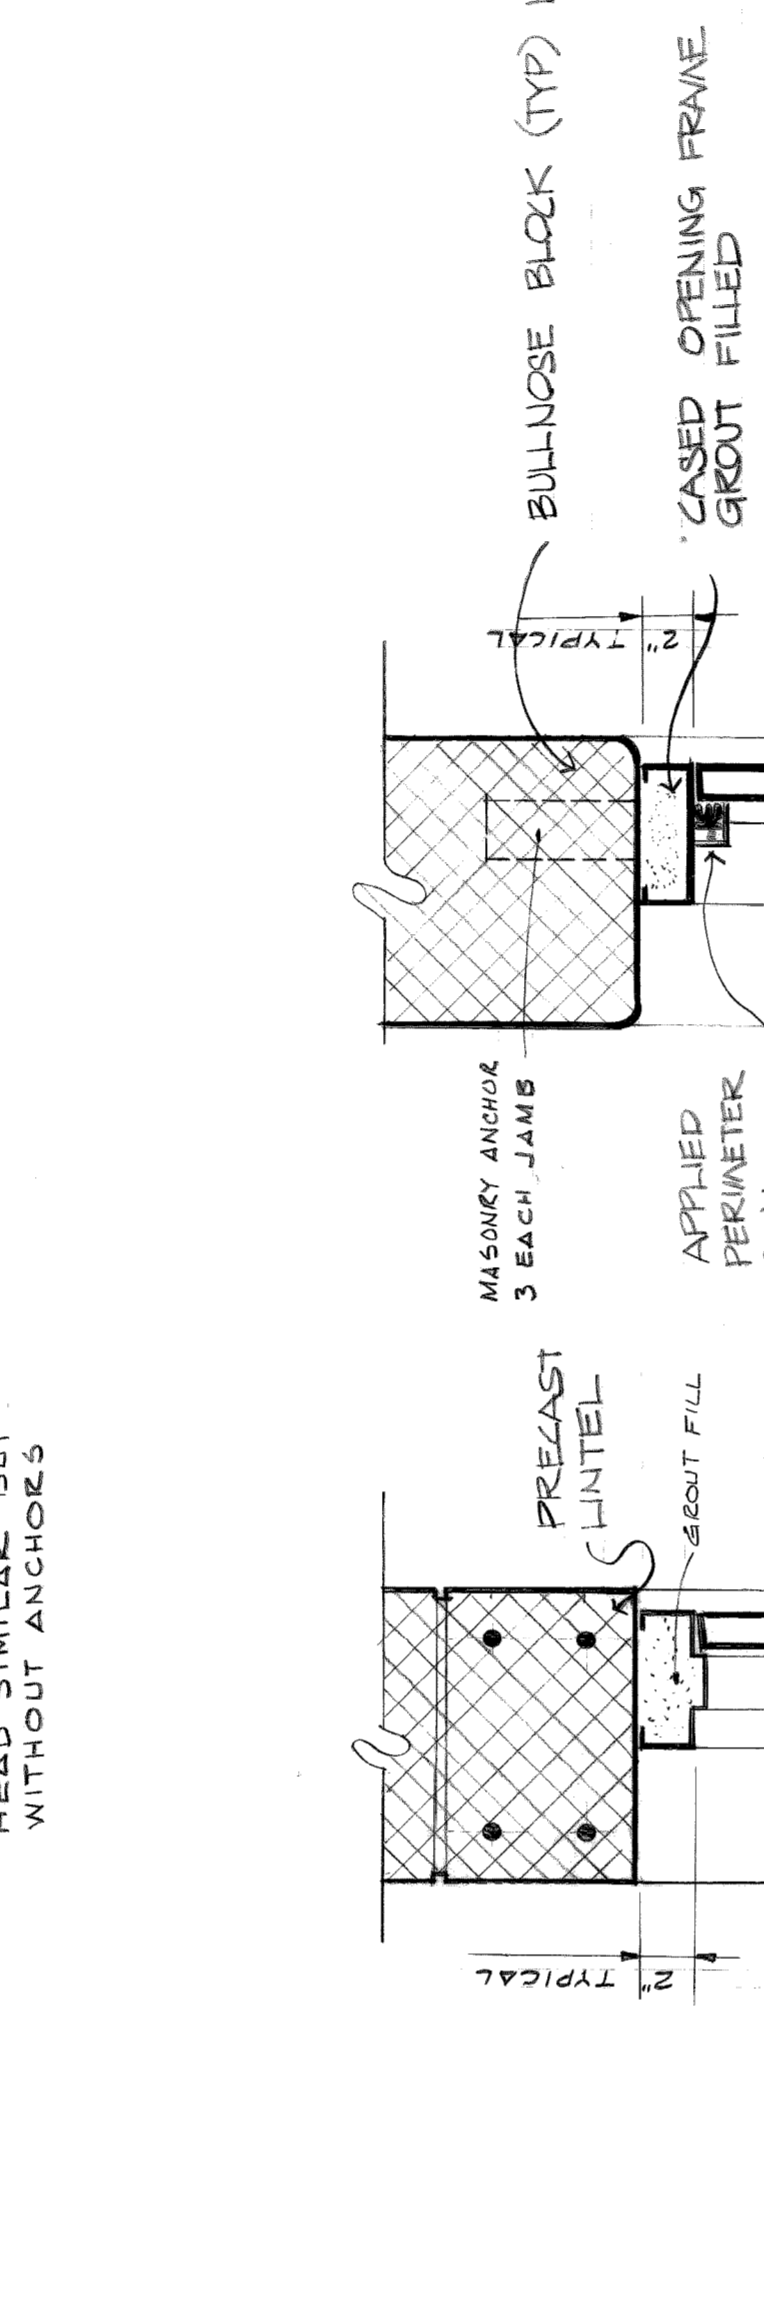 BULLNOSE BLOCK (TYP)
CASED OPENING FRAME
GROUT FILLED
2" TYPICAL
MASONRY ANCHOR
3 EACH JAMB
APPLIED
PERIMETER
PRECAST
LINTEL
GROUT FILL
2" TYPICAL
HEAD SIMILAR
WITHOUT ANCHORS